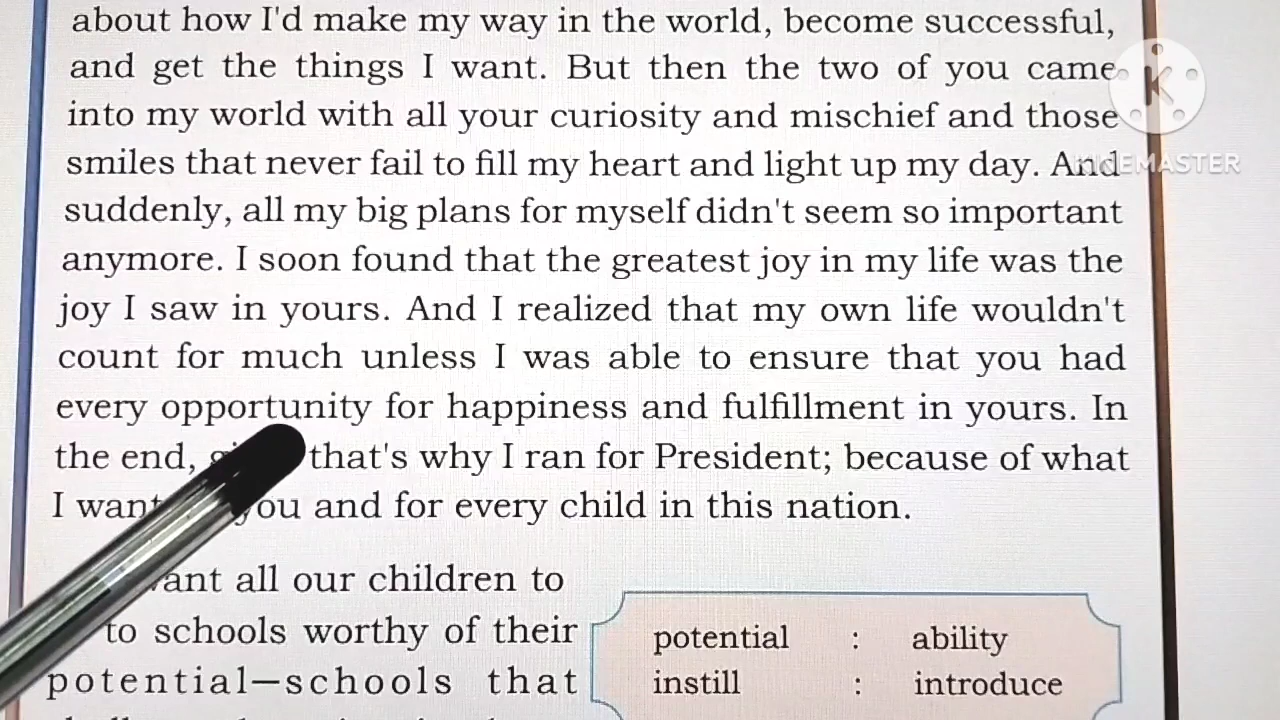 about how I'd make my way in the world, become successful,
and get the things I want. But then the two of you came
into my world with all your curiosity and mischief and those
smiles that never fail to fill my heart and light up my day. And
suddenly, all my big plans for myself didn't seem so important
anymore. I soon found that the greatest joy in my life was the
joy I saw in yours. And I realized that my own life wouldn't
count for much unless I was able to ensure that you had
every opportunity for happiness and fulfillment in yours. In
the end, that's why I ran for President; because of what
I you and for every child in this nation.
all our children to
to schools worthy of their
potential—schools that
potential : ability
instill : introduce
K
KINEMASTER